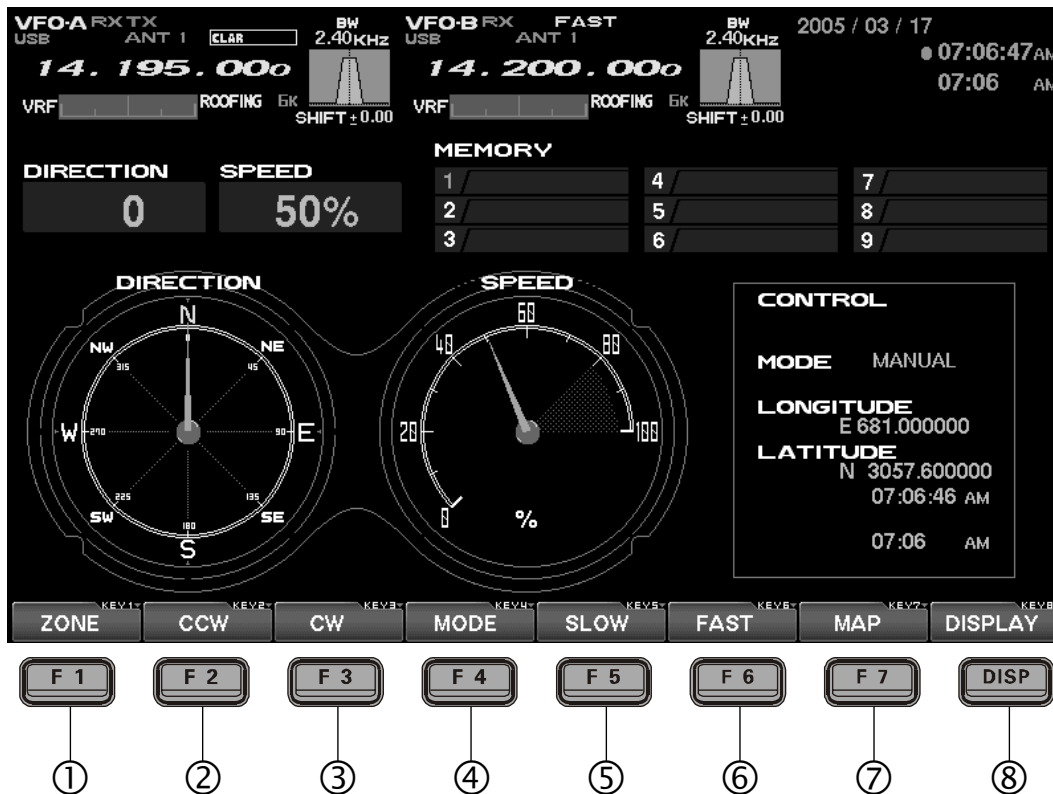 VFO-A RX TX
USB ANT 1 CLAR
BW
2.40KHz
14. 195. 00o
VRF ROOFING 6K
SHIFT ± 0.00
VFO-B RX FAST
USB ANT 1
BW
2.40KHz
14. 200. 00o
VRF ROOFING 6K
SHIFT ± 0.00
2005 / 03 / 17
07:06:47 AM
07:06 AM
DIRECTION
0
SPEED
50%
MEMORY
1 4 7
2 5 8
3 6 9
DIRECTION
N
NW NE
315 45
W 270 90 E
225 135
SW 180 SE
S
SPEED
60
40 80
20 100
0 %
CONTROL
MODE MANUAL
LONGITUDE
E 681.000000
LATITUDE
N 3057.600000
07:06:46 AM
07:06 AM
KEY1 KEY2 KEY3 KEY4 KEY5 KEY6 KEY7 KEY8
ZONE CCW CW MODE SLOW FAST MAP DISPLAY
F 1 F 2 F 3 F 4 F 5 F 6 F 7 DISP
① ② ③ ④ ⑤ ⑥ ⑦ ⑧